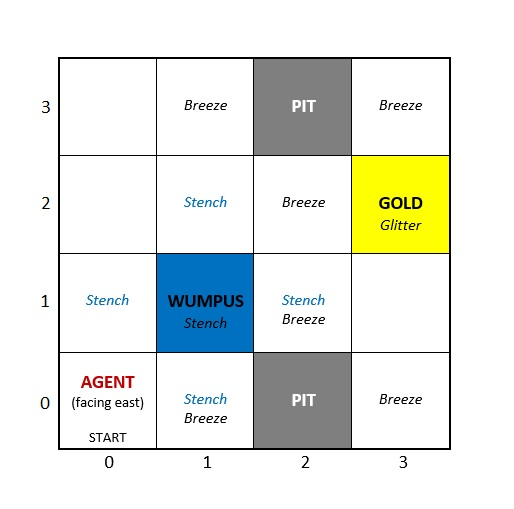 3
Breeze
PIT
Breeze
2
Stench
Breeze
GOLD
Glitter
1
Stench
WUMPUS
Stench
Stench
Breeze
0
AGENT
(facing east)
START
Stench
Breeze
PIT
Breeze
0 1 2 3